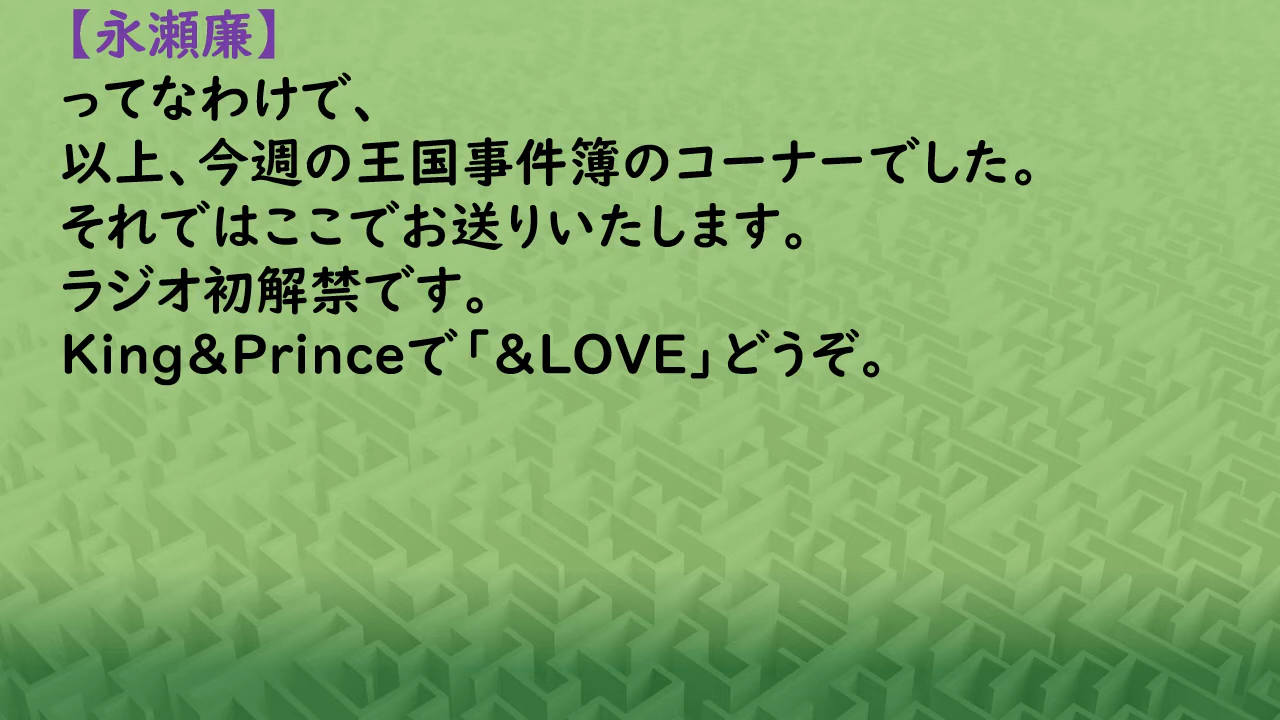 【永瀬廉】
ってなわけで、
以上、今週の王国事件簿のコーナーでした。
それではここでお送りいたします。
ラジオ初解禁です。
King&Princeで「&LOVE」どうぞ。